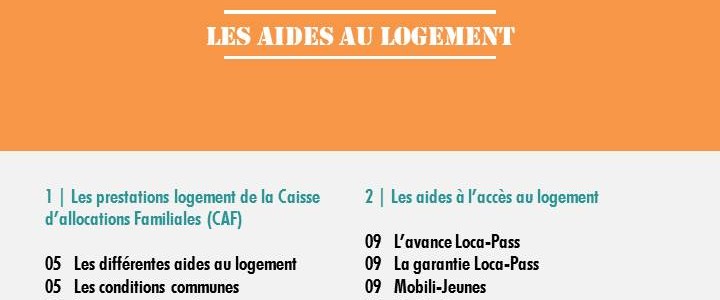 LES AIDES AU LOGEMENT
1 | Les prestations logement de la Caisse
d'allocations Familiales (CAF)
05 Les différentes aides au logement
05 Les conditions communes
2 | Les aides à l'accès au logement
09 L'avance Loca-Pass
09 La garantie Loca-Pass
09 Mobili-Jeunes